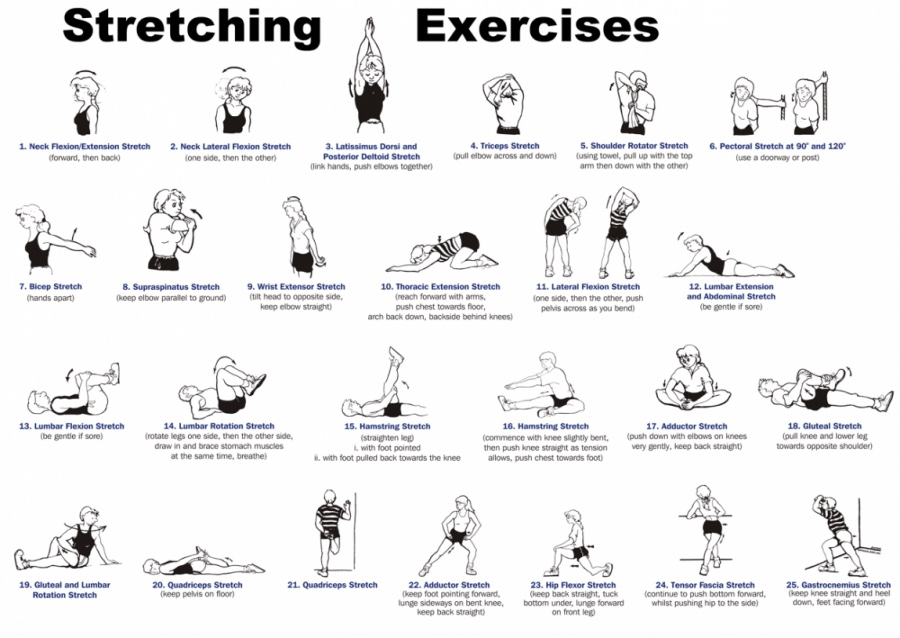 Stretching Exercises
1. Neck Flexion/Extension Stretch
(forward, then back)
2. Neck Lateral Flexion Stretch
(one side, then the other)
3. Latissimus Dorsi and
Posterior Deltoid Stretch
(link hands, push elbows together)
4. Triceps Stretch
(pull elbow across and down)
5. Shoulder Rotator Stretch
(using towel, pull up with the top
arm then down with the other)
6. Pectoral Stretch at 90° and 120°
(use a doorway or post)
7. Bicep Stretch
(hands apart)
8. Supraspinatus Stretch
(keep elbow parallel to ground)
9. Wrist Extensor Stretch
(tilt head to opposite side,
keep elbow straight)
10. Thoracic Extension Stretch
(reach forward with arms,
push chest towards floor,
arch back down, backside behind knees)
11. Lateral Flexion Stretch
(one side, then the other, push
pelvis across as you bend)
12. Lumbar Extension
and Abdominal Stretch
(be gentle if sore)
13. Lumbar Flexion Stretch
(be gentle if sore)
14. Lumbar Rotation Stretch
(rotate legs one side, then the other side,
draw in and brace stomach muscles
at the same time, breathe)
15. Hamstring Stretch
(straighten leg)
i. with foot pointed
ii. with foot pulled back towards the knee
16. Hamstring Stretch
(commence with knee slightly bent,
then push knee straight as tension
allows, push chest towards foot)
17. Adductor Stretch
(push down with elbows on knees
very gently, keep back straight)
18. Gluteal Stretch
(pull knee and lower leg
towards opposite shoulder)
19. Gluteal and Lumbar
Rotation Stretch
20. Quadriceps Stretch
(keep pelvis on floor)
21. Quadriceps Stretch
22. Adductor Stretch
(keep foot pointing forward,
lunge sideways on bent knee,
keep back straight)
23. Hip Flexor Stretch
(keep back straight, tuck
bottom under, lunge forward
on front leg)
24. Tensor Fascia Stretch
(continue to push bottom forward,
whilst pushing hip to the side)
25. Gastrocnemius Stretch
(keep knee straight and heel
down, feet facing forward)